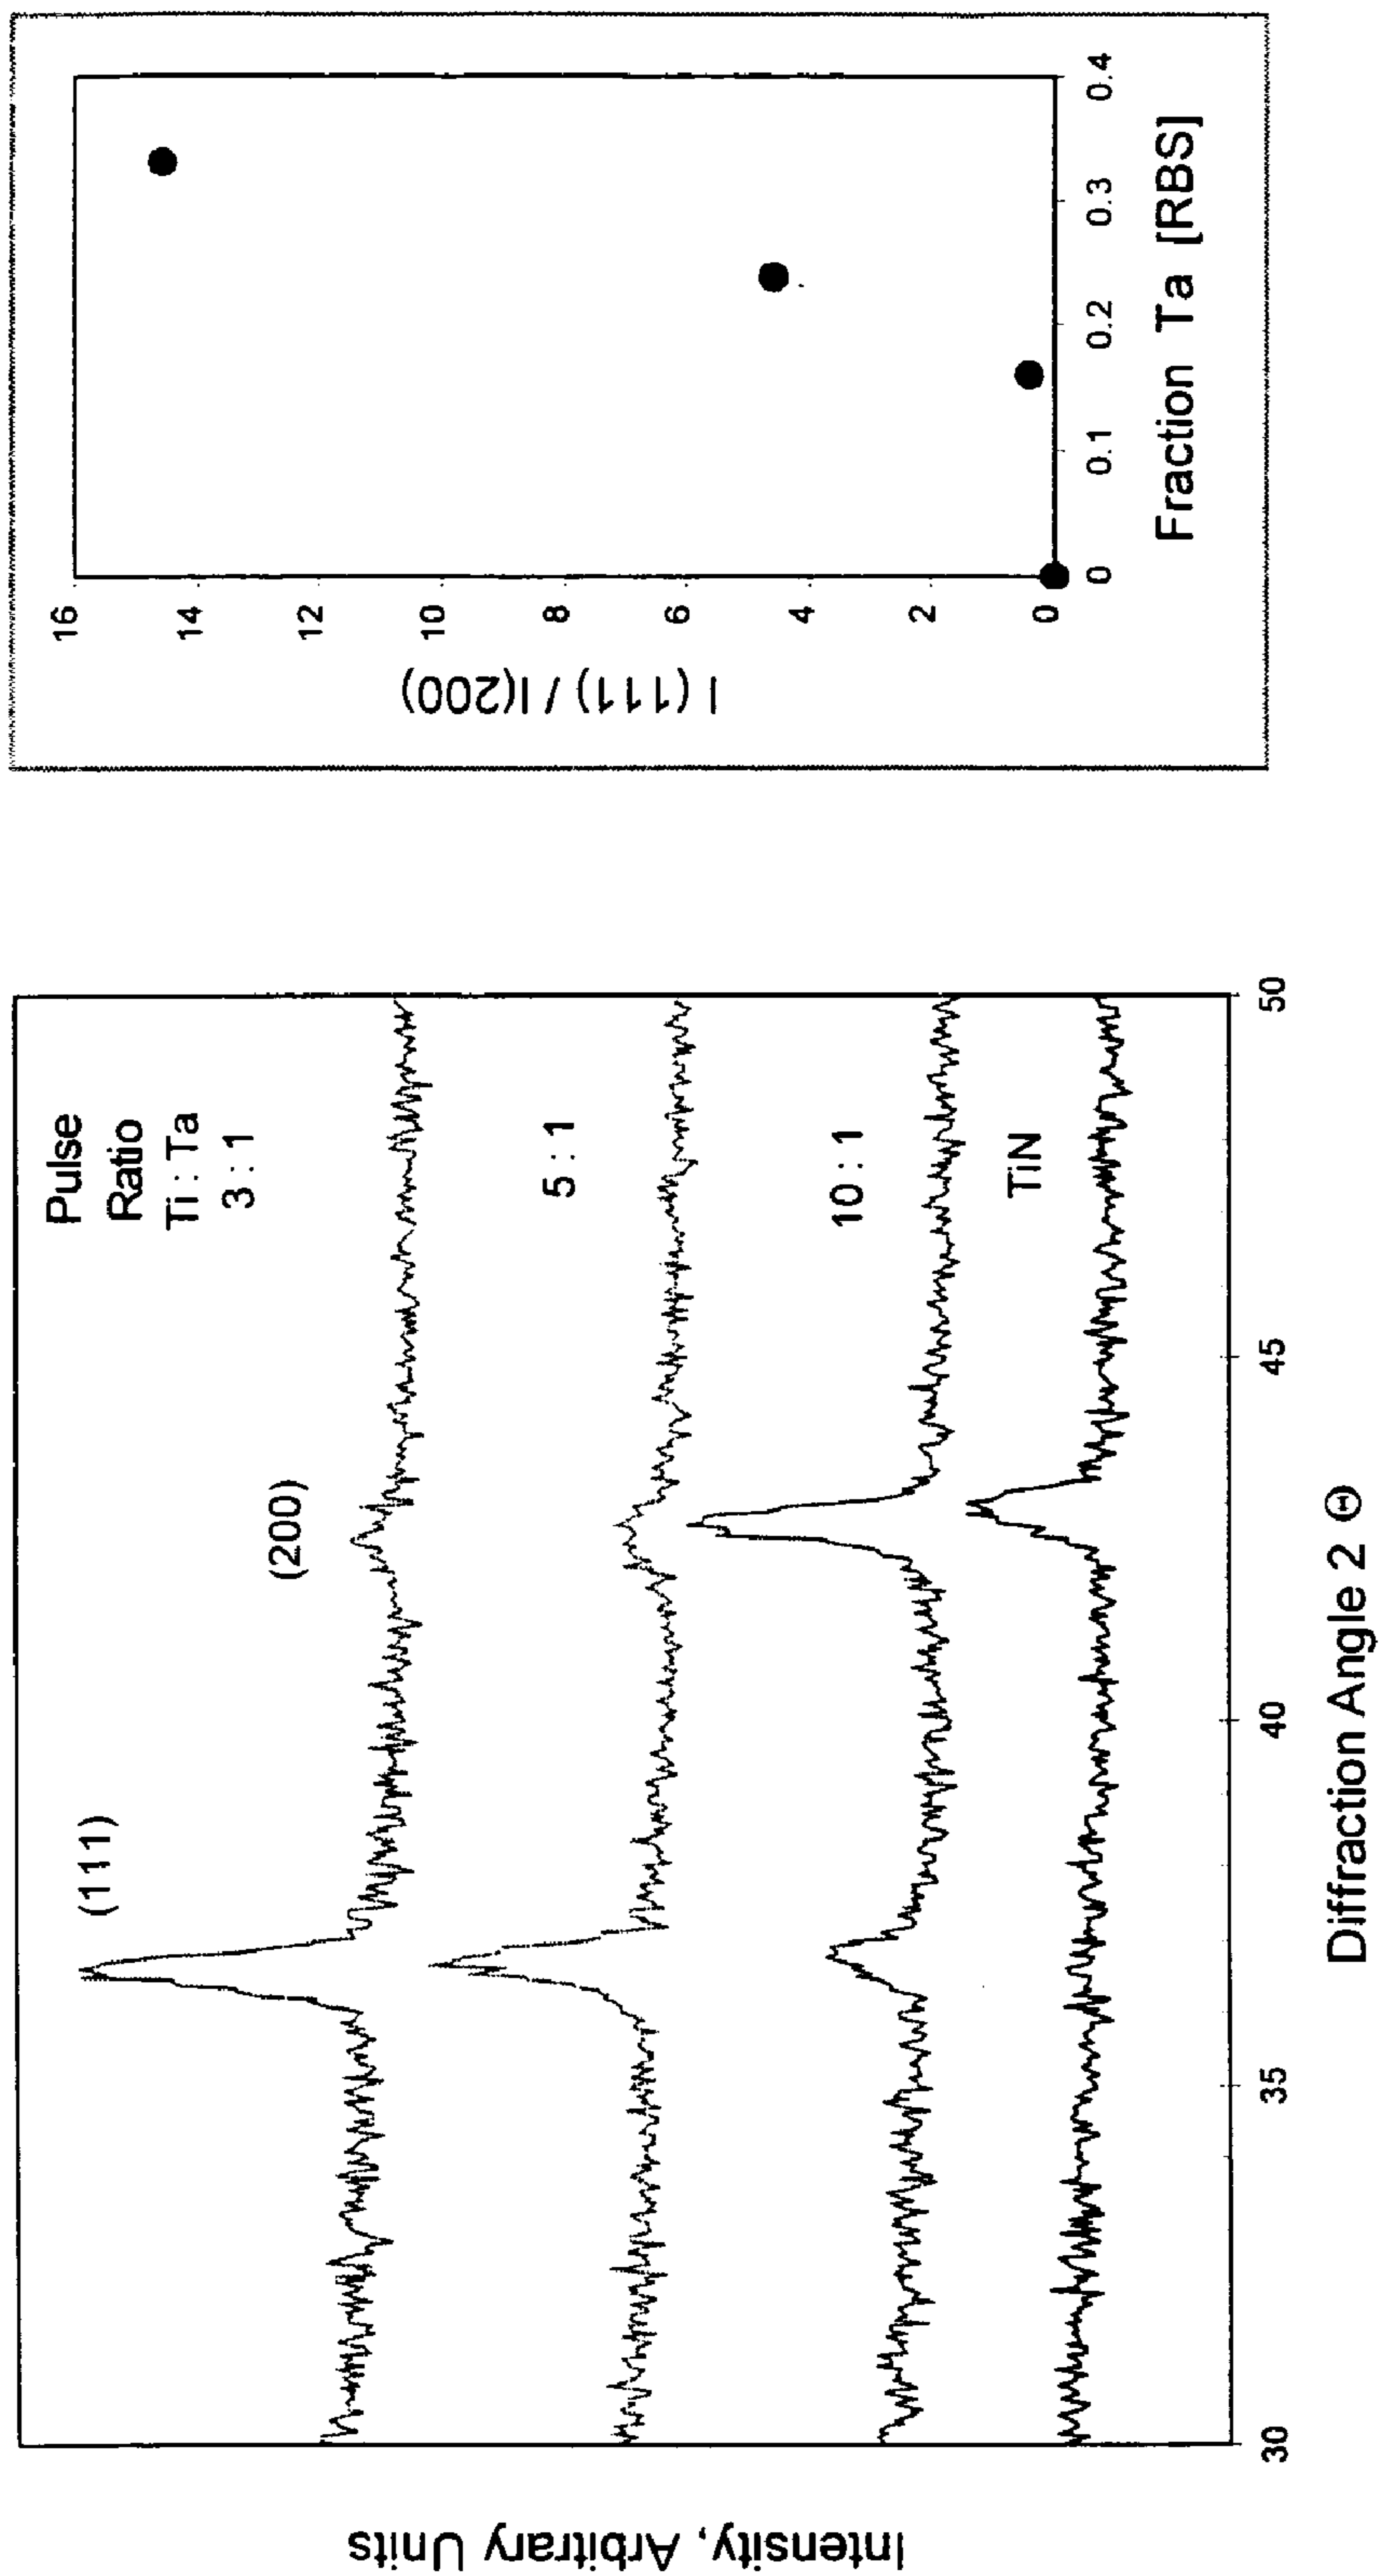 Intensity, Arbitrary Units
(111)
(200)
Pulse
Ratio
Ti : Ta
3 : 1
5 : 1
10 : 1
TiN
30
35
40
45
50
Diffraction Angle 2 Θ
I (111) / I(200)
16
14
12
10
8
6
4
2
0
0
0.1
0.2
0.3
0.4
Fraction Ta [RBS]